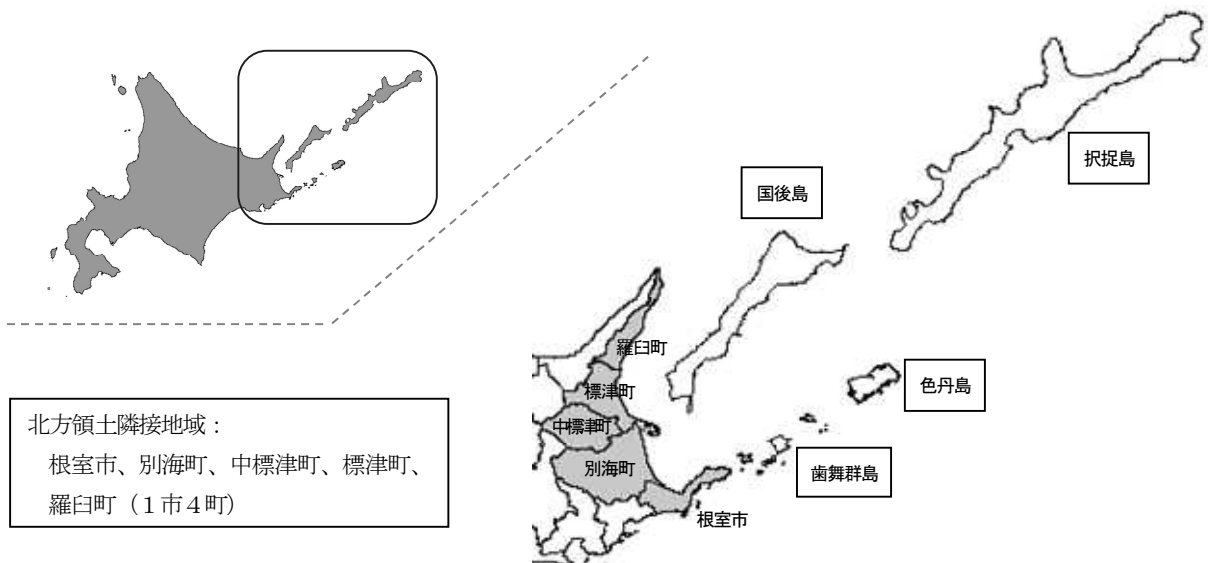 択捉島
国後島
羅臼町
標津町
色丹島
中標津町
別海町
歯舞群島
根室市
北方領土隣接地域：
根室市、別海町、中標津町、標津町、
羅臼町（１市４町）